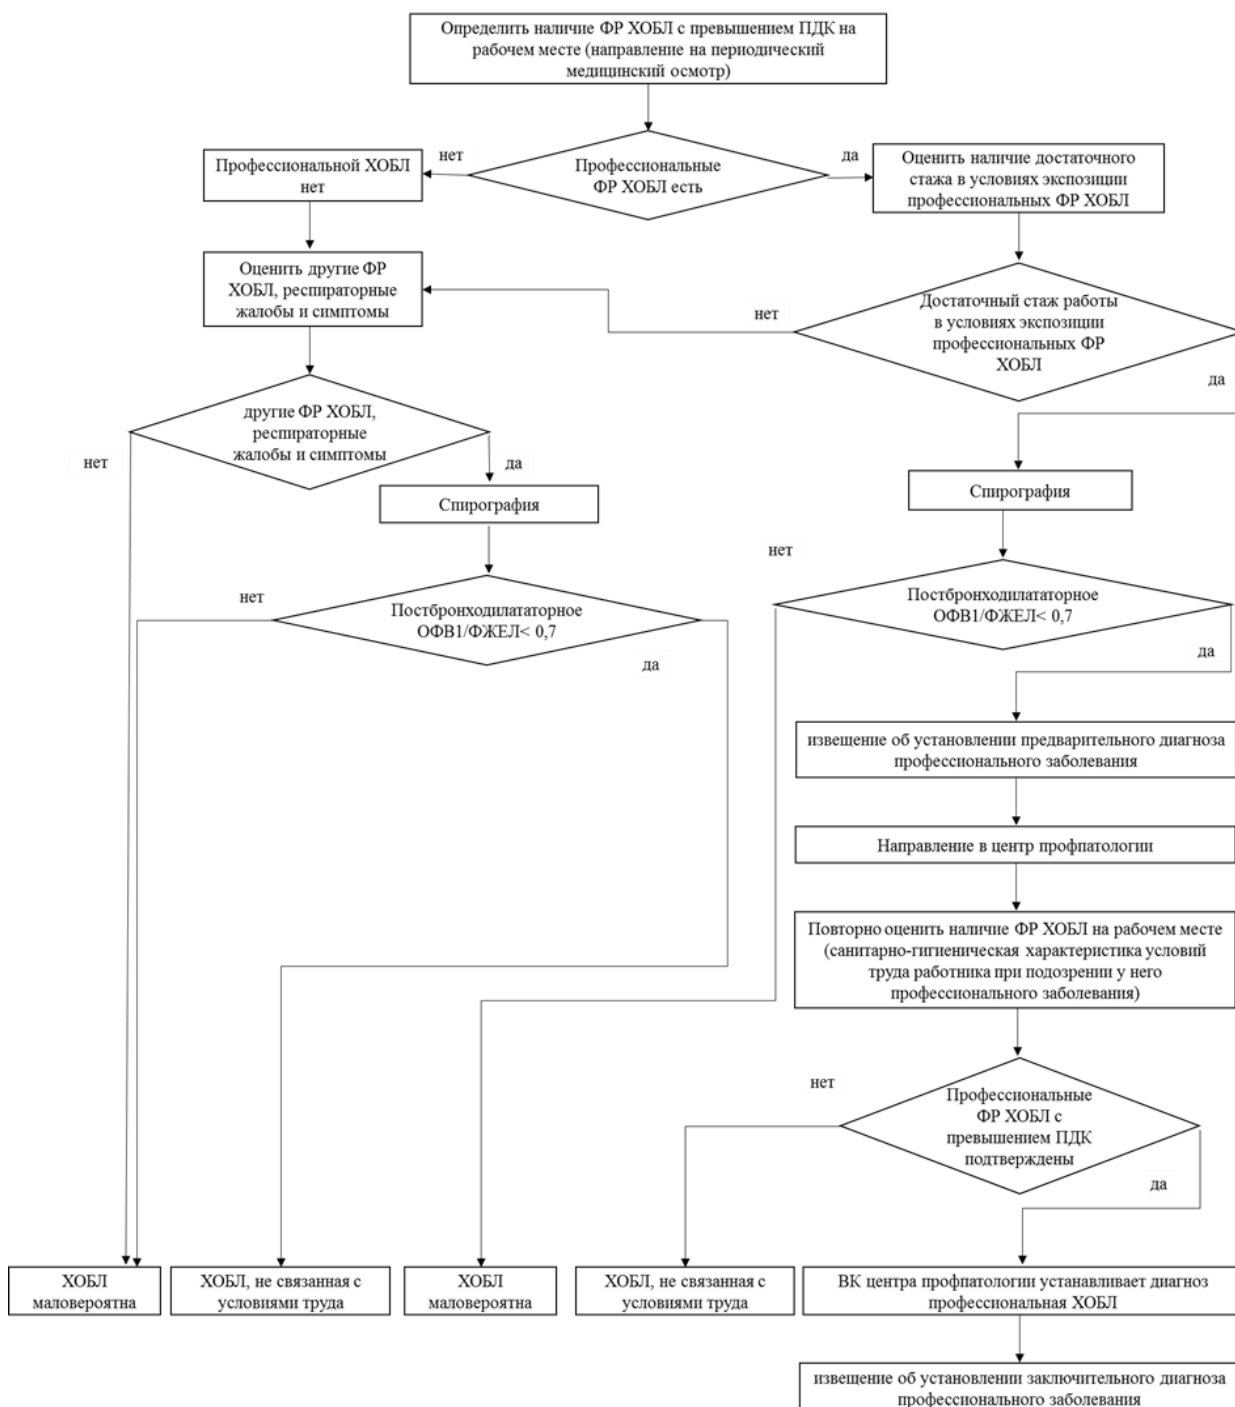 Определить наличие ФР ХОБЛ с превышением ПДК на
рабочем месте (направление на периодический
медицинский осмотр)
нет
да
Профессиональной ХОБЛ
нет
Профессиональные
ФР ХОБЛ есть
Оценить наличие достаточного
стажа в условиях экспозиции
профессиональных ФР ХОБЛ
Оценить другие ФР
ХОБЛ, респираторные
жалобы и симптомы
нет
Достаточный стаж работы
в условиях экспозиции
профессиональных ФР
ХОБЛ
да
другие ФР ХОБЛ,
респираторные
жалобы и симптомы
нет
да
Спирография
Спирография
нет
нет
Постбронходилататорное
ОФВ1/ФЖЕЛ< 0,7
да
Постбронходилататорное
ОФВ1/ФЖЕЛ< 0,7
да
извещение об установлении предварительного диагноза
профессионального заболевания
Направление в центр профпатологии
Повторно оценить наличие ФР ХОБЛ на рабочем месте
(санитарно-гигиеническая характеристика условий
труда работника при подозрении у него
профессионального заболевания)
нет
Профессиональные
ФР ХОБЛ с
превышением ПДК
подтверждены
да
ХОБЛ
маловероятна
ХОБЛ, не связанная с
условиями труда
ХОБЛ
маловероятна
ХОБЛ, не связанная с
условиями труда
ВК центра профпатологии устанавливает диагноз
профессиональная ХОБЛ
извещение об установлении заключительного диагноза
профессионального заболевания